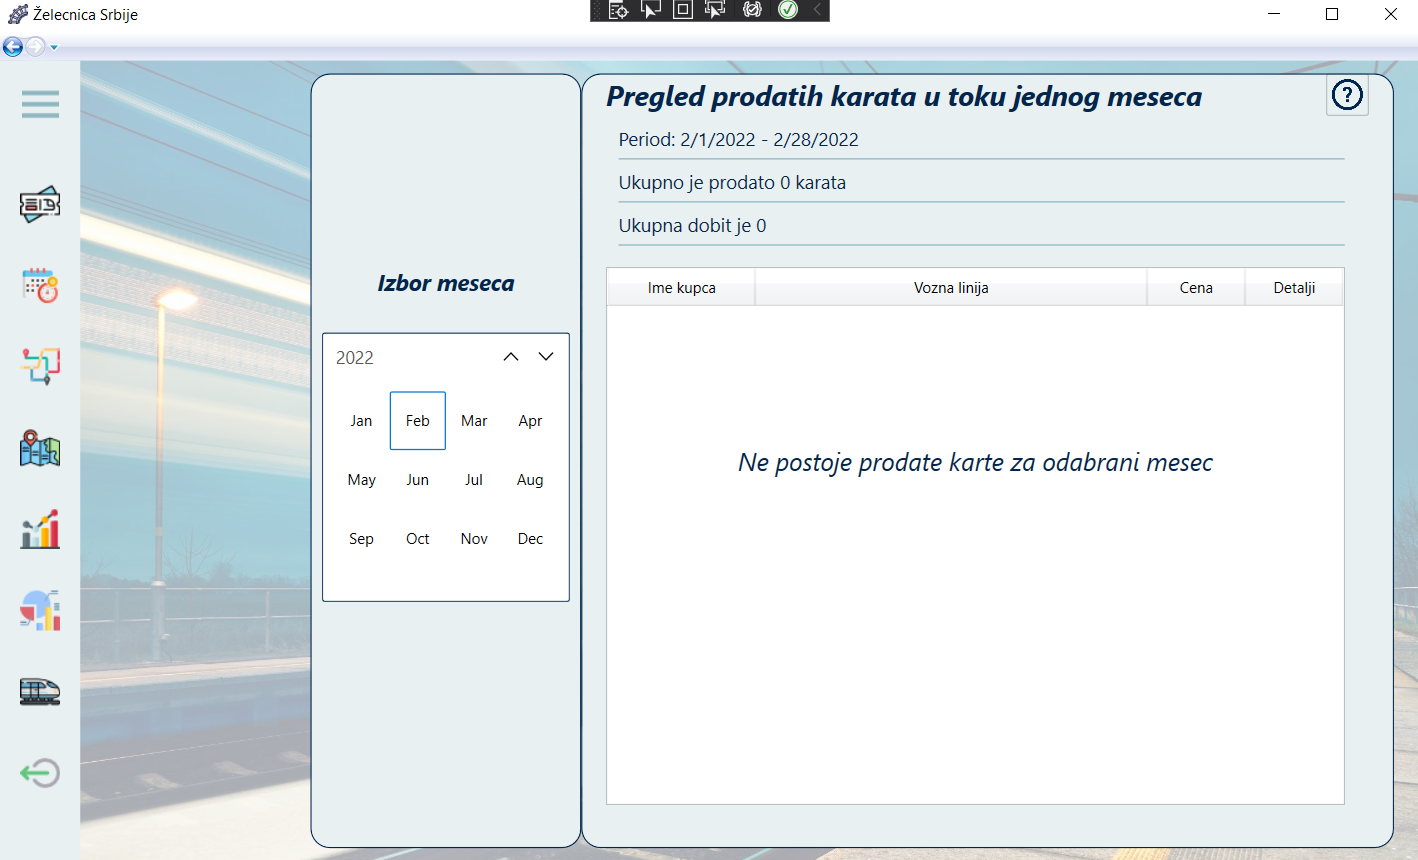 Želecnica Srbije
Pregled prodatih karata u toku jednog meseca
?
Period: 2/1/2022 - 2/28/2022
Ukupno je prodato 0 karata
Ukupna dobit je 0
Izbor meseca
2022
Jan Feb Mar Apr
May Jun Jul Aug
Sep Oct Nov Dec
Ime kupca Vozna linija Cena Detalji
Ne postoje prodate karte za odabrani mesec